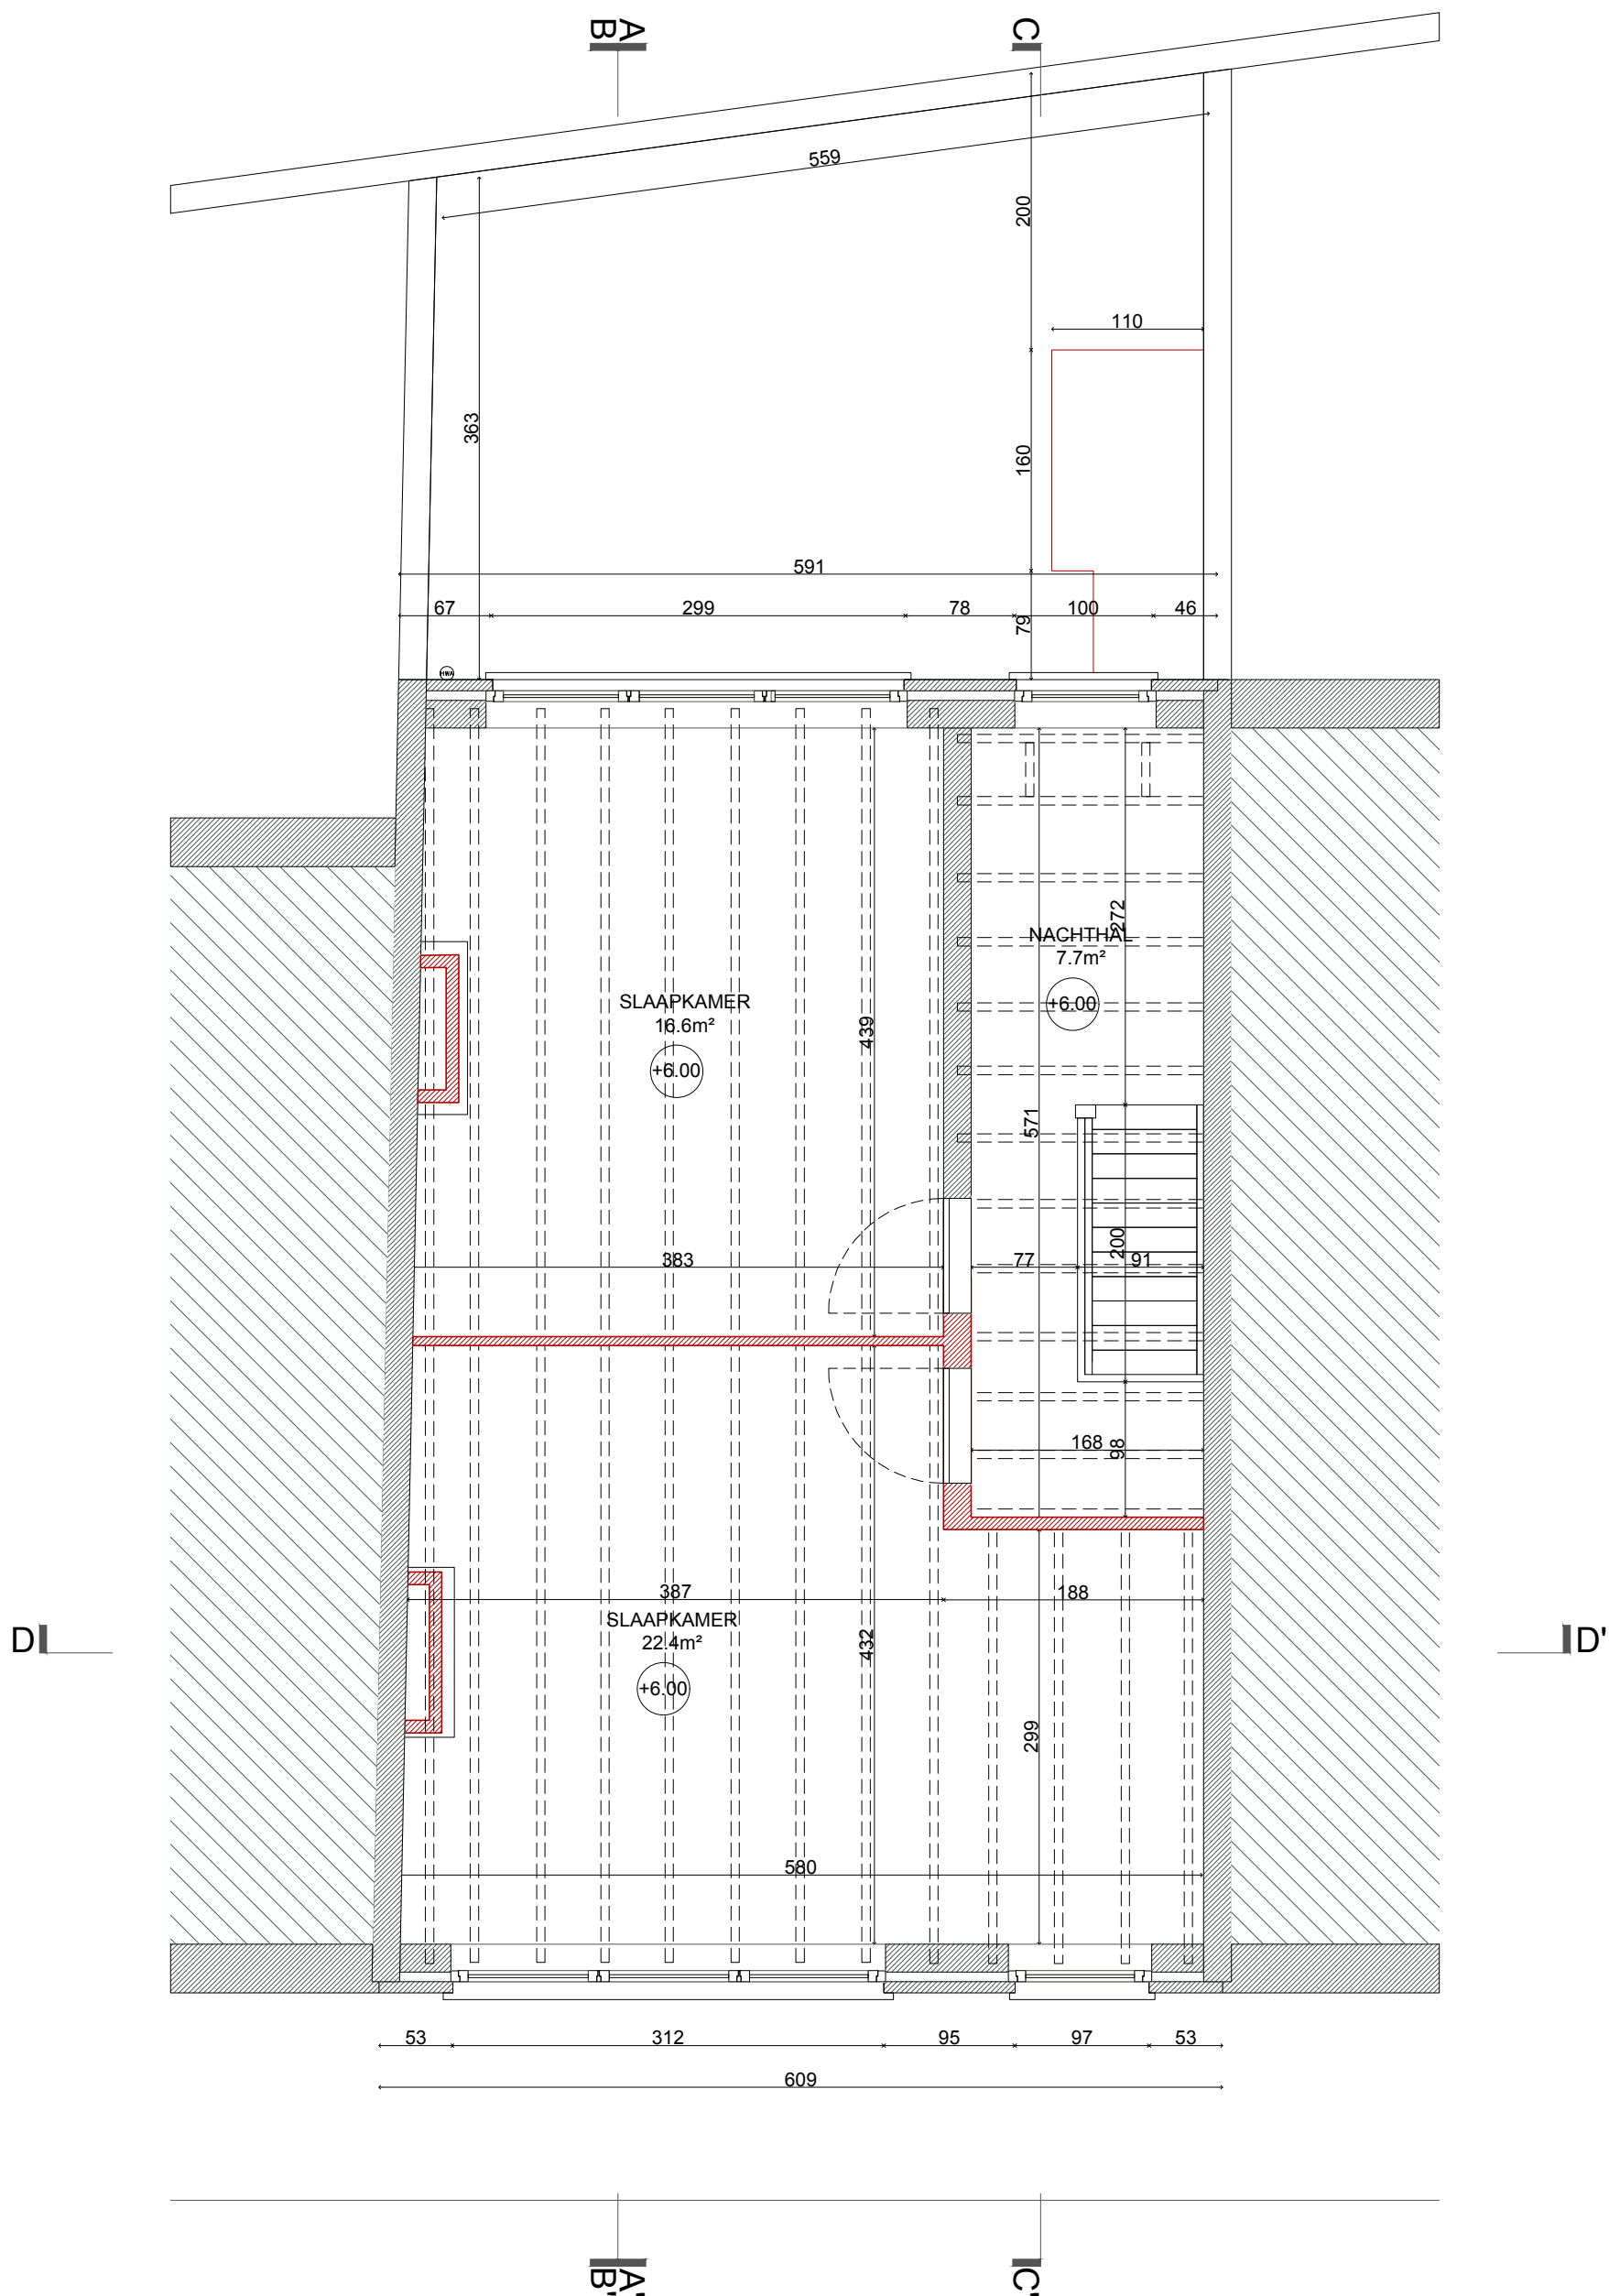 A
B
C
559
200
110
363
160
591
67
299
78
100
46
79
HWA
272
NACHTHAL
7.7m²
+6.00
SLAAPKAMER
16.6m²
+6.00
439
571
383
77
200
91
168
98
387
188
SLAAPKAMER
22.4m²
+6.00
432
D
D'
299
580
53
312
95
97
53
609
A'
B'
C'